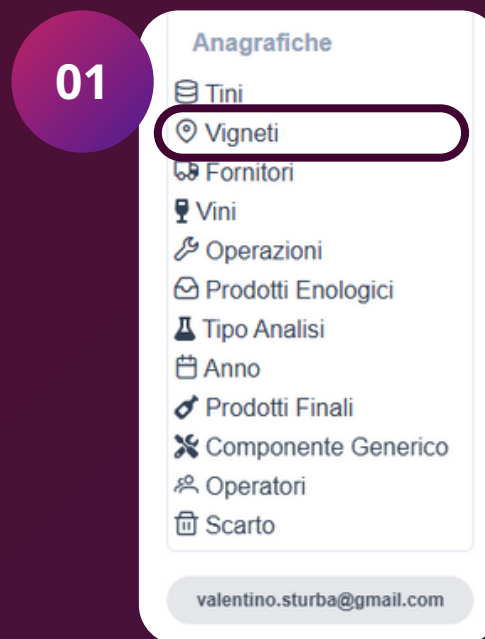 01
Anagrafiche
Tini
Vigneti
Fornitori
Vini
Operazioni
Prodotti Enologici
Tipo Analisi
Anno
Prodotti Finali
Componente Generico
Operatori
Scarto
valentino.sturba@gmail.com